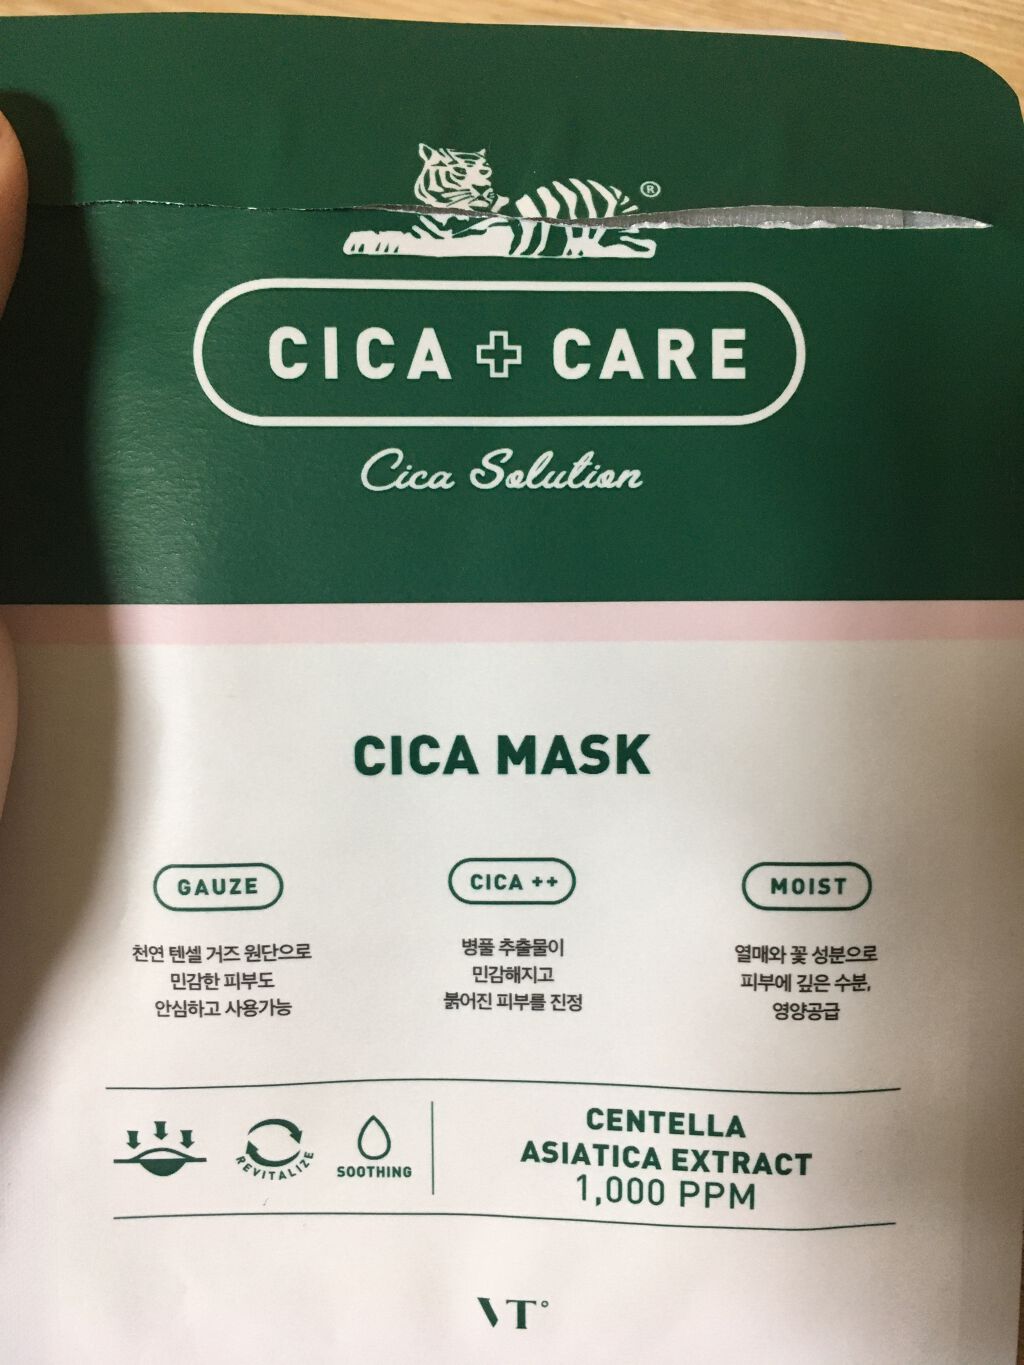 ®
CICA + CARE
Cica Solution
CICA MASK
GAUZE
천연 텐셀 거즈 원단으로
민감한 피부도
안심하고 사용가능
CICA ++
병풀 추출물이
민감해지고
붉어진 피부를 진정
MOIST
열매와 꽃 성분으로
피부에 깊은 수분,
영양공급
REVITALIZE
SOOTHING
CENTELLA
ASIATICA EXTRACT
1,000 PPM
VT°